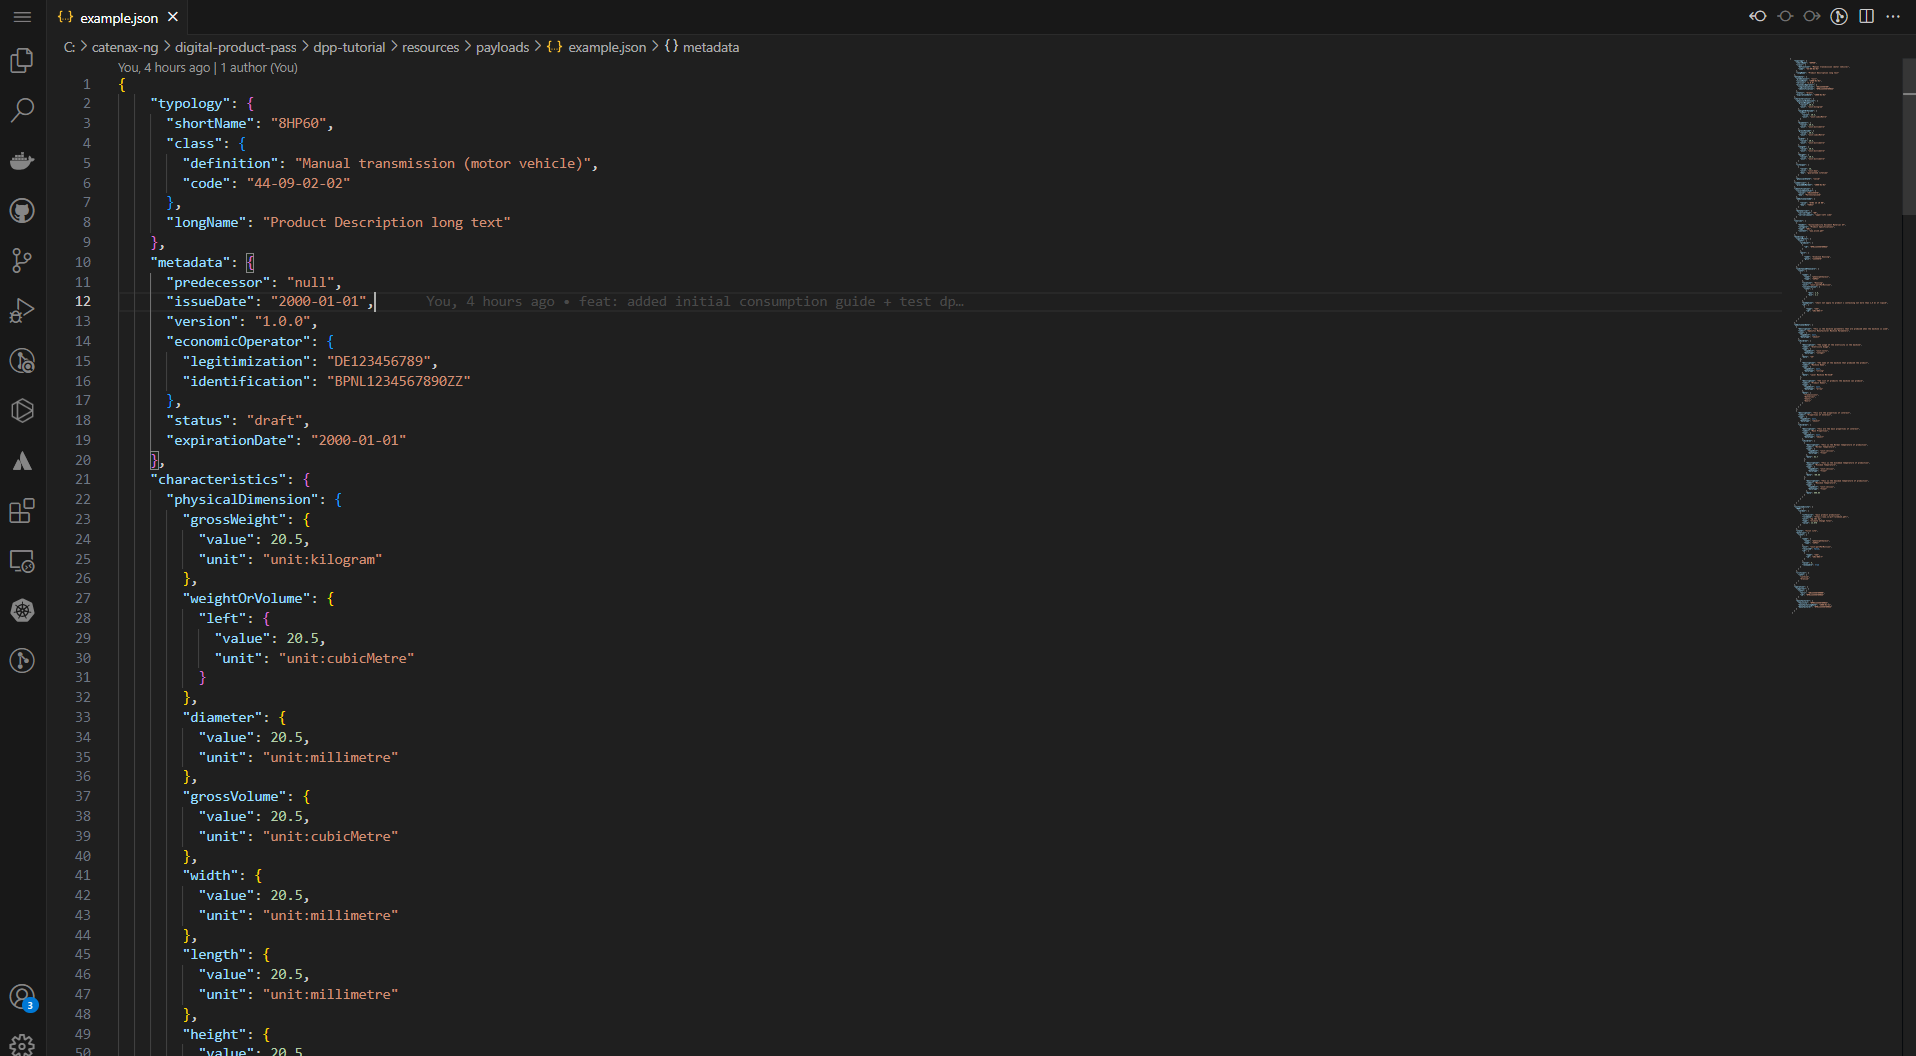 example.json
C: > catenax-ng > digital-product-pass > dpp-tutorial > resources > payloads > {..} example.json > {} metadata
You, 4 hours ago | 1 author (You)
1 {
2 "typology": {
3 "shortName": "8HP60",
4 "class": {
5 "definition": "Manual transmission (motor vehicle)",
6 "code": "44-09-02-02"
7 },
8 "longName": "Product Description long text"
9 },
10 "metadata": {
11 "predecessor": "null",
12 "issueDate": "2000-01-01", You, 4 hours ago • feat: added initial consumption guide + test dp…
13 "version": "1.0.0",
14 "economicOperator": {
15 "legitimization": "DE123456789",
16 "identification": "BPNL1234567890ZZ"
17 },
18 "status": "draft",
19 "expirationDate": "2000-01-01"
20 },
21 "characteristics": {
22 "physicalDimension": {
23 "grossWeight": {
24 "value": 20.5,
25 "unit": "unit:kilogram"
26 },
27 "weightOrVolume": {
28 "left": {
29 "value": 20.5,
30 "unit": "unit:cubicMetre"
31 }
32 },
33 "diameter": {
34 "value": 20.5,
35 "unit": "unit:millimetre"
36 },
37 "grossVolume": {
38 "value": 20.5,
39 "unit": "unit:cubicMetre"
40 },
41 "width": {
42 "value": 20.5,
43 "unit": "unit:millimetre"
44 },
45 "length": {
46 "value": 20.5,
47 "unit": "unit:millimetre"
48 },
49 "height": {
50 "value": 20.5
3